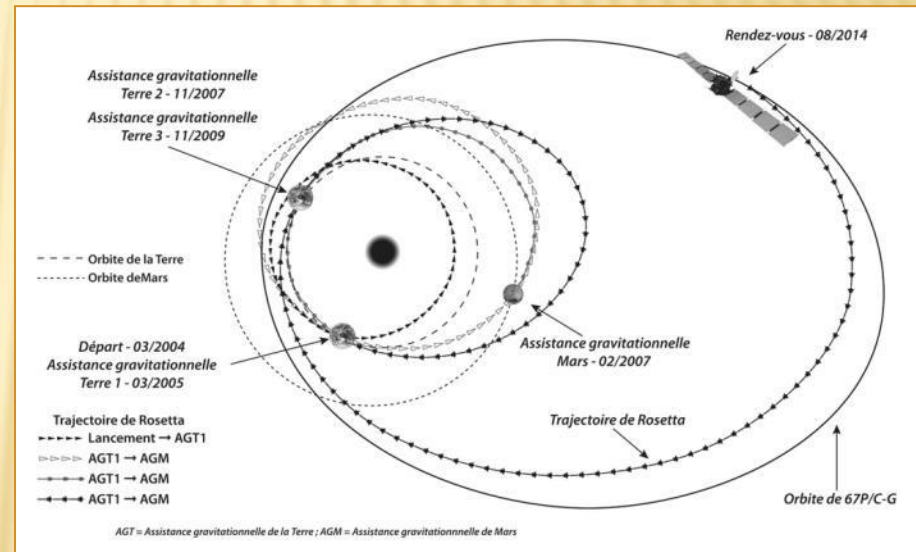 Rendez-vous - 08/2014
Assistance gravitationnelle
Terre 2 - 11/2007
Assistance gravitationnelle
Terre 3 - 11/2009
Orbite de la Terre
Orbite deMars
Départ - 03/2004
Assistance gravitationnelle
Terre 1 - 03/2005
Assistance gravitationnelle
Mars - 02/2007
Trajectoire de Rosetta
Lancement → AGT1
AGT1 → AGM
AGT1 → AGM
AGT1 → AGM
Trajectoire de Rosetta
Orbite de 67P/C-G
AGT = Assistance gravitationnelle de la Terre ; AGM = Assistance gravitationnnelle de Mars